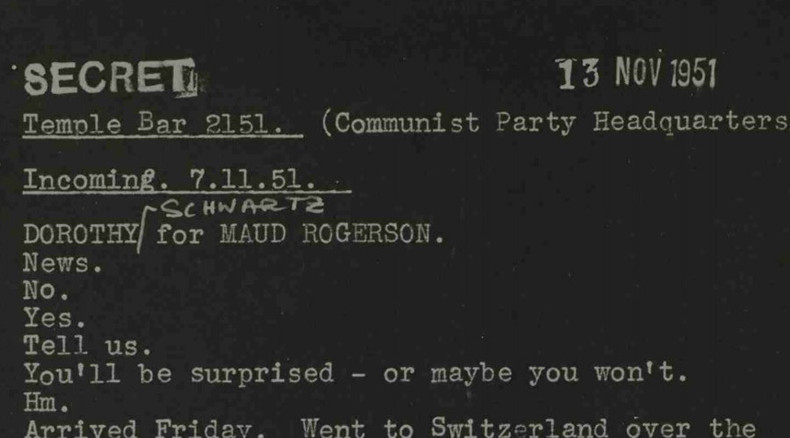 SECRET
13 NOV 1951
Temple Bar 2151. (Communist Party Headquarters
Incoming. 7.11.51.
SCHWARTZ
DOROTHY for MAUD ROGERSON.
News.
No.
Yes.
Tell us.
You'll be surprised - or maybe you won't.
Hm.
Arrived Friday. Went to Switzerland over the